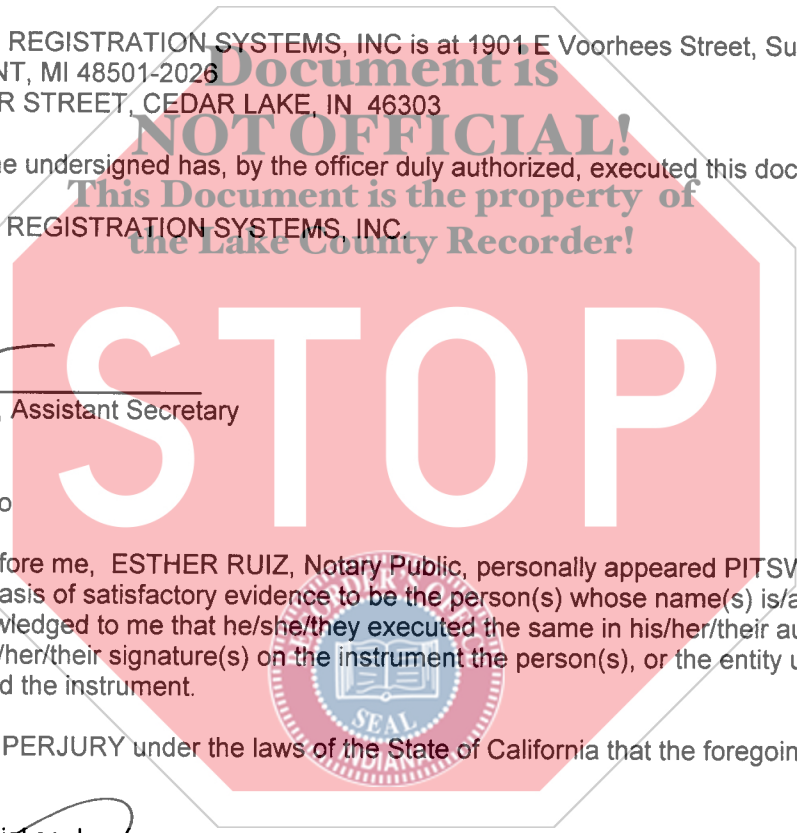 REGISTRATION SYSTEMS, INC is at 1901 E Voorhees Street, Su
NT, MI 48501-2026
Document is
R STREET, CEDAR LAKE, IN 46303
NOT OFFICIAL!
e undersigned has, by the officer duly authorized, executed this doc
This Document is the property of
REGISTRATION SYSTEMS, INC.
the Lake County Recorder!
STOP
, Assistant Secretary
o
fore me, ESTHER RUIZ, Notary Public, personally appeared PITSV
asis of satisfactory evidence to be the person(s) whose name(s) is/a
wledged to me that he/she/they executed the same in his/her/their au
/her/their signature(s) on the instrument the person(s), or the entity u
d the instrument.
RECORDER'S OFFICE
SEAL
INDIANA
PERJURY under the laws of the State of California that the foregoin